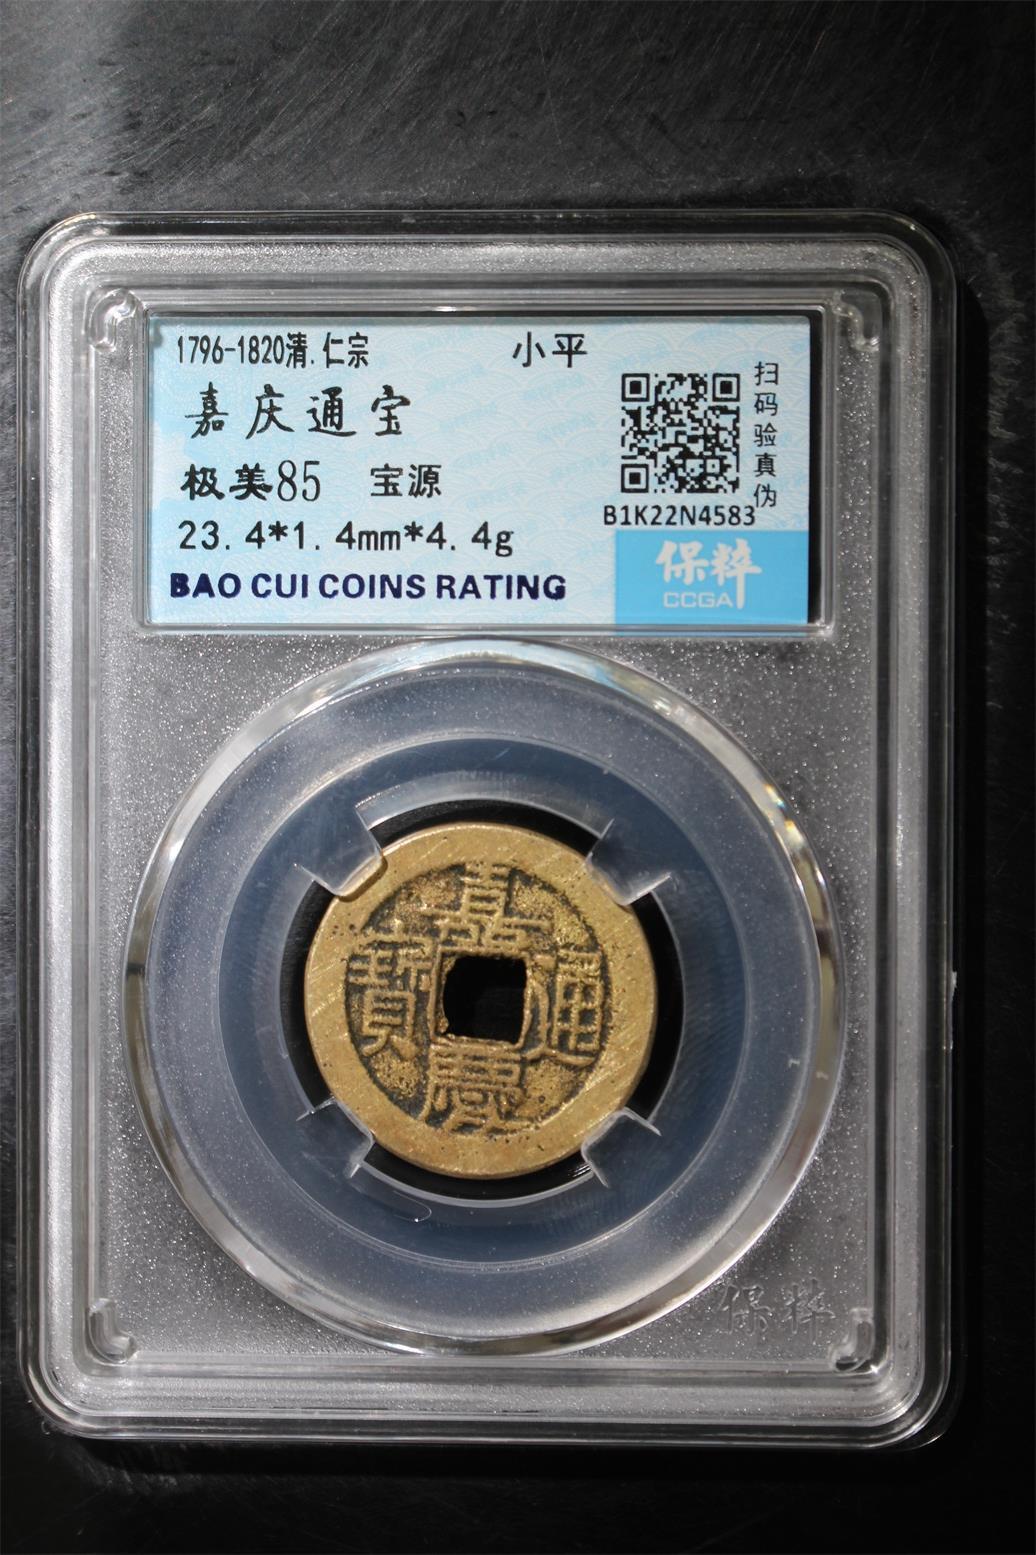 1796-1820清.仁宗 小平
嘉庆通宝
极美85 宝源
23.4*1.4mm*4.4g
BAO CUI COINS RATING
扫码验真伪
B1K22N4583
保粹
CCGA
嘉慶通寶
保粹